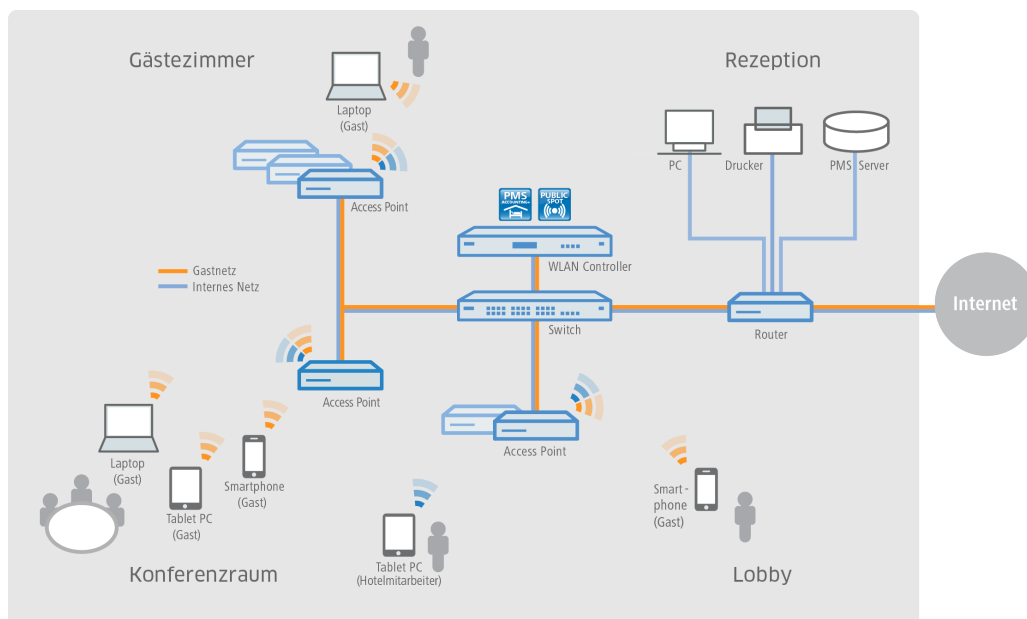 Gästezimmer
Rezeption
Laptop
(Gast)
PC
Drucker
PMS Server
Access Point
PMS
ACCOUNTING+
PUBLIC
SPOT
WLAN Controller
Gastnetz
Internes Netz
Internet
Switch
Router
Access Point
Access Point
Laptop
(Gast)
Smartphone
(Gast)
Tablet PC
(Gast)
Smart -
phone
(Gast)
Tablet PC
(Hotelmitarbeiter)
Konferenzraum
Lobby